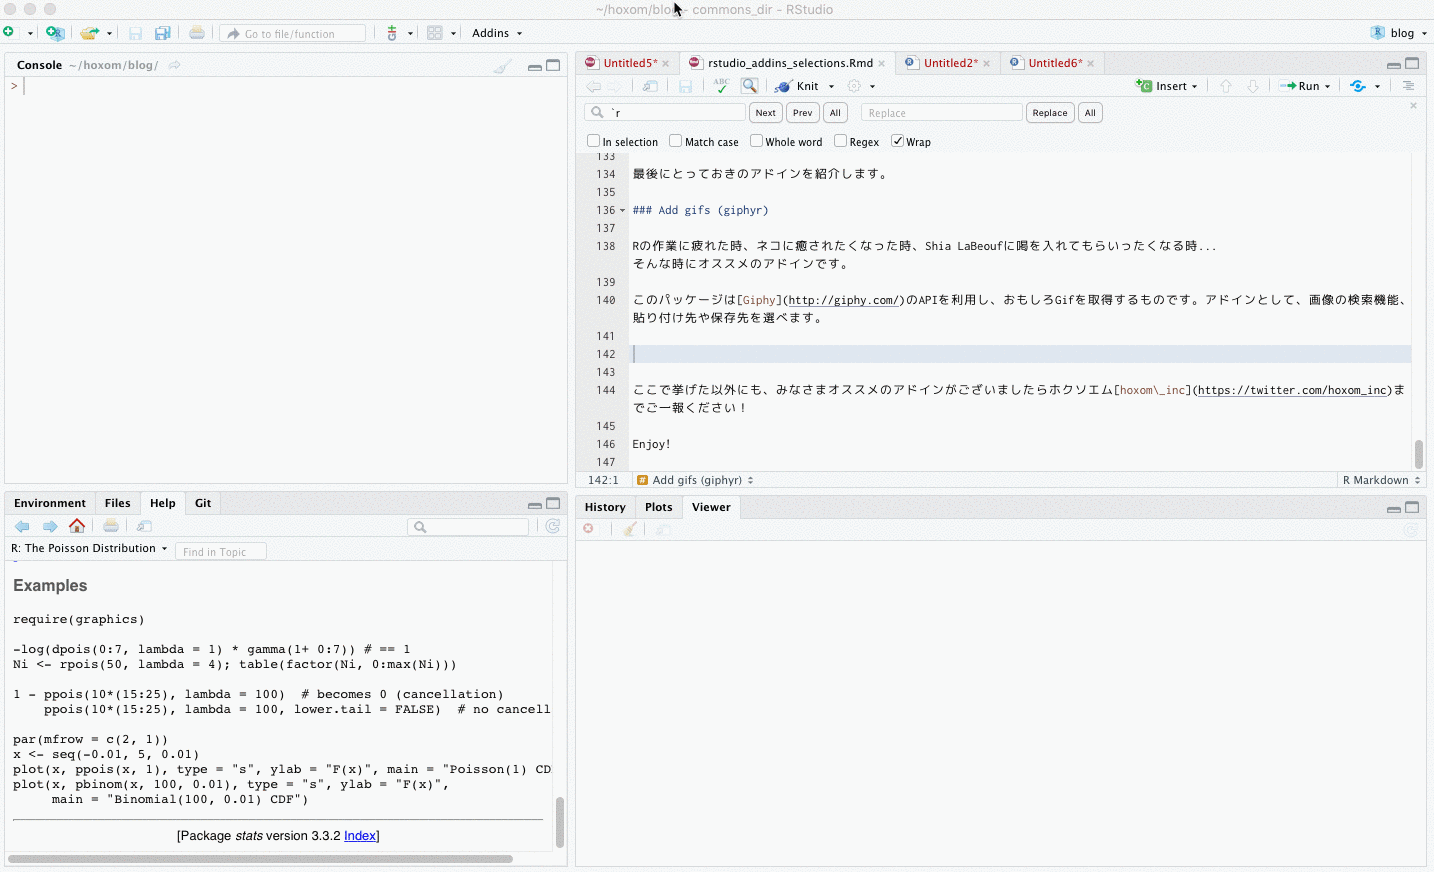 ~/hoxom/blog - commons_dir - RStudio
Go to file/function
Addins
blog
Console ~/hoxom/blog/
>
Untitled5*
rstudio_addins_selections.Rmd
Untitled2*
Untitled6*
ABC
Knit
Insert
Run
`r
Next
Prev
All
Replace
Replace
All
In selection
Match case
Whole word
Regex
Wrap
133
134 最後にとっておきのアドインを紹介します。
135
136 ### Add gifs (giphyr)
137
138 Rの作業に疲れた時、ネコに癒されたくなった時、Shia LaBeoufに喝を入れてもらいったくなる時...
そんな時にオススメのアドインです。
139
140 このパッケージは[Giphy](http://giphy.com/)のAPIを利用し、おもしろGifを取得するものです。アドインとして、画像の検索機能、
貼り付け先や保存先を選べます。
141
142
143
144 ここで挙げた以外にも、みなさまオススメのアドインがございましたらホクソエム[hoxom\_inc](https://twitter.com/hoxom_inc)ま
でご一報ください！
145
146 Enjoy!
147
142:1
# Add gifs (giphyr)
R Markdown
Environment
Files
Help
Git
R: The Poisson Distribution
Find in Topic
Examples
require(graphics)
-log(dpois(0:7, lambda = 1) * gamma(1+ 0:7)) # == 1
Ni <- rpois(50, lambda = 4); table(factor(Ni, 0:max(Ni)))
1 - ppois(10*(15:25), lambda = 100)  # becomes 0 (cancellation)
ppois(10*(15:25), lambda = 100, lower.tail = FALSE)  # no cancell
par(mfrow = c(2, 1))
x <- seq(-0.01, 5, 0.01)
plot(x, ppois(x, 1), type = "s", ylab = "F(x)", main = "Poisson(1) CD
plot(x, pbinom(x, 100, 0.01), type = "s", ylab = "F(x)",
main = "Binomial(100, 0.01) CDF")
[Package stats version 3.3.2 Index]
History
Plots
Viewer